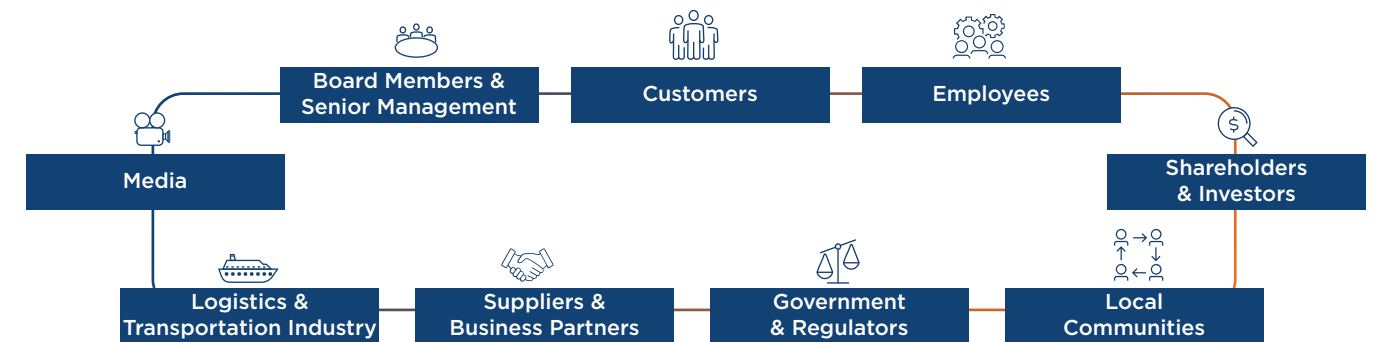 Board Members &
Senior Management
Customers
Employees
$
Media
Shareholders
& Investors
Logistics &
Transportation Industry
Suppliers &
Business Partners
Government
& Regulators
Local
Communities